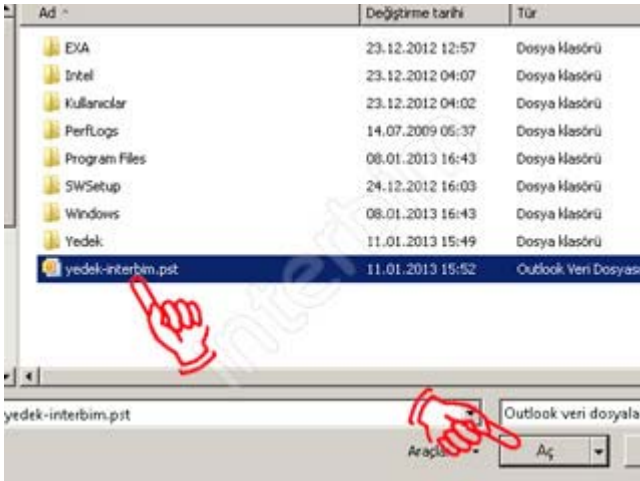 Ad Değiştirme tarihi Tür
EXA 23.12.2012 12:57 Dosya klasörü
Intel 23.12.2012 04:07 Dosya klasörü
Kullanıcılar 23.12.2012 04:02 Dosya klasörü
PerfLogs 14.07.2009 05:37 Dosya klasörü
Program Files 08.01.2013 16:43 Dosya klasörü
SWSetup 24.12.2012 16:03 Dosya klasörü
Windows 08.01.2013 16:43 Dosya klasörü
Yedek 11.01.2013 15:49 Dosya klasörü
yedek-interbim.pst 11.01.2013 15:52 Outlook Veri Dosyası
interbim
yedek-interbim.pst Outlook veri dosyala
Aç